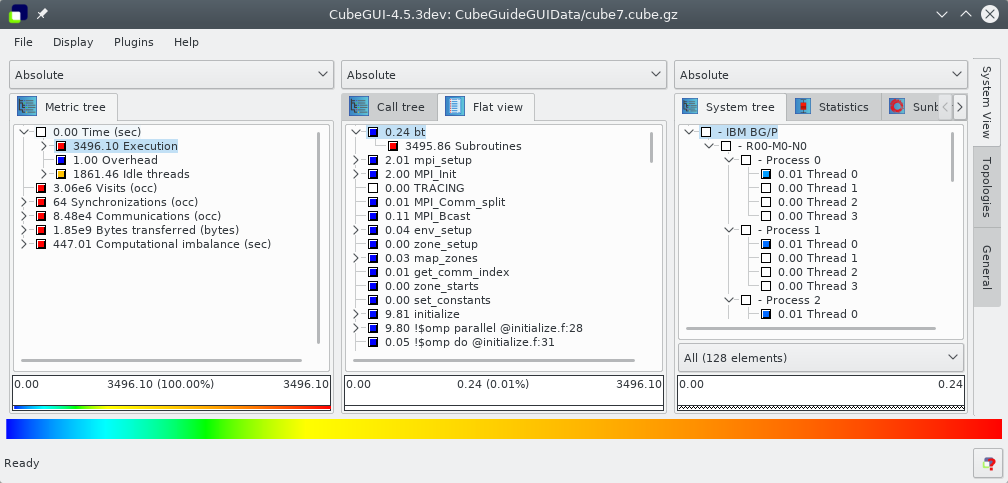 CubeGUI-4.5.3dev: CubeGuideGUIData/cube7.cube.gz
File Display Plugins Help
Absolute
Metric tree
0.00 Time (sec)
3496.10 Execution
1.00 Overhead
1861.46 Idle threads
3.06e6 Visits (occ)
64 Synchronizations (occ)
8.48e4 Communications (occ)
1.85e9 Bytes transferred (bytes)
447.01 Computational imbalance (sec)
0.00 3496.10 (100.00%) 3496.10
Absolute
Call tree Flat view
0.24 bt
3495.86 Subroutines
2.01 mpi_setup
2.00 MPI_Init
0.00 TRACING
0.01 MPI_Comm_split
0.11 MPI_Bcast
0.04 env_setup
0.00 zone_setup
0.03 map_zones
0.01 get_comm_index
0.00 zone_starts
0.00 set_constants
9.81 initialize
9.80 !$omp parallel @initialize.f:28
0.05 !$omp do @initialize.f:31
0.00 0.24 (0.01%) 3496.10
Absolute
System tree Statistics Sunb
- IBM BG/P
- R00-M0-N0
- Process 0
0.01 Thread 0
0.00 Thread 1
0.00 Thread 2
0.00 Thread 3
- Process 1
0.01 Thread 0
0.00 Thread 1
0.00 Thread 2
0.00 Thread 3
- Process 2
0.01 Thread 0
All (128 elements)
0.00 0.24
System View
Topologies
General
Ready